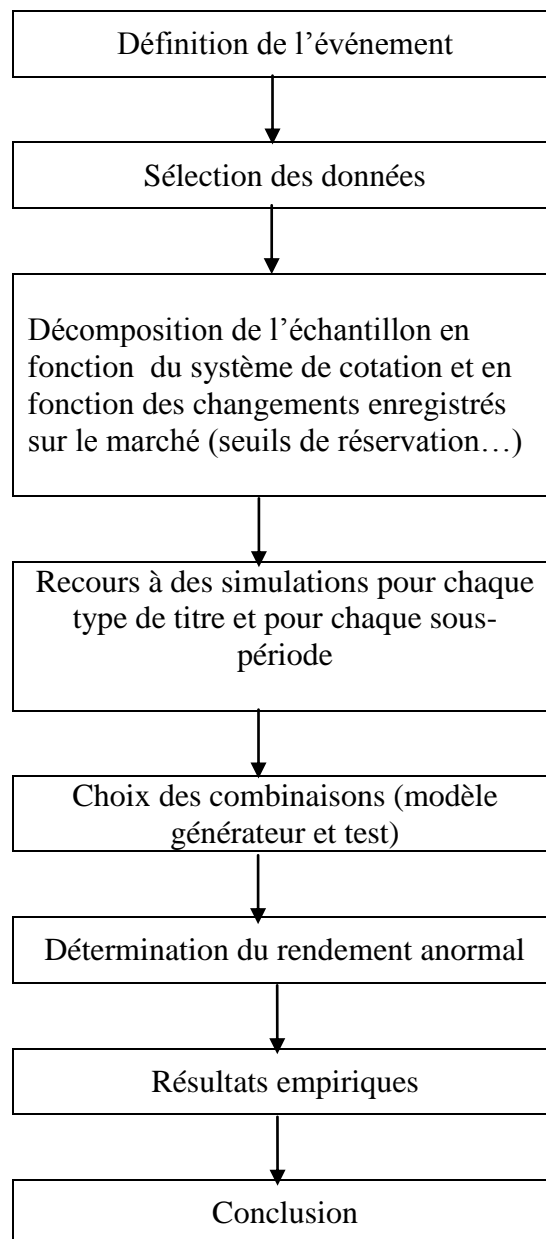 Définition de l’événement
Sélection des données
Décomposition de l’échantillon en
fonction du système de cotation et en
fonction des changements enregistrés
sur le marché (seuils de réservation…)
Recours à des simulations pour chaque
type de titre et pour chaque sous-
période
Choix des combinaisons (modèle
générateur et test)
Détermination du rendement anormal
Résultats empiriques
Conclusion